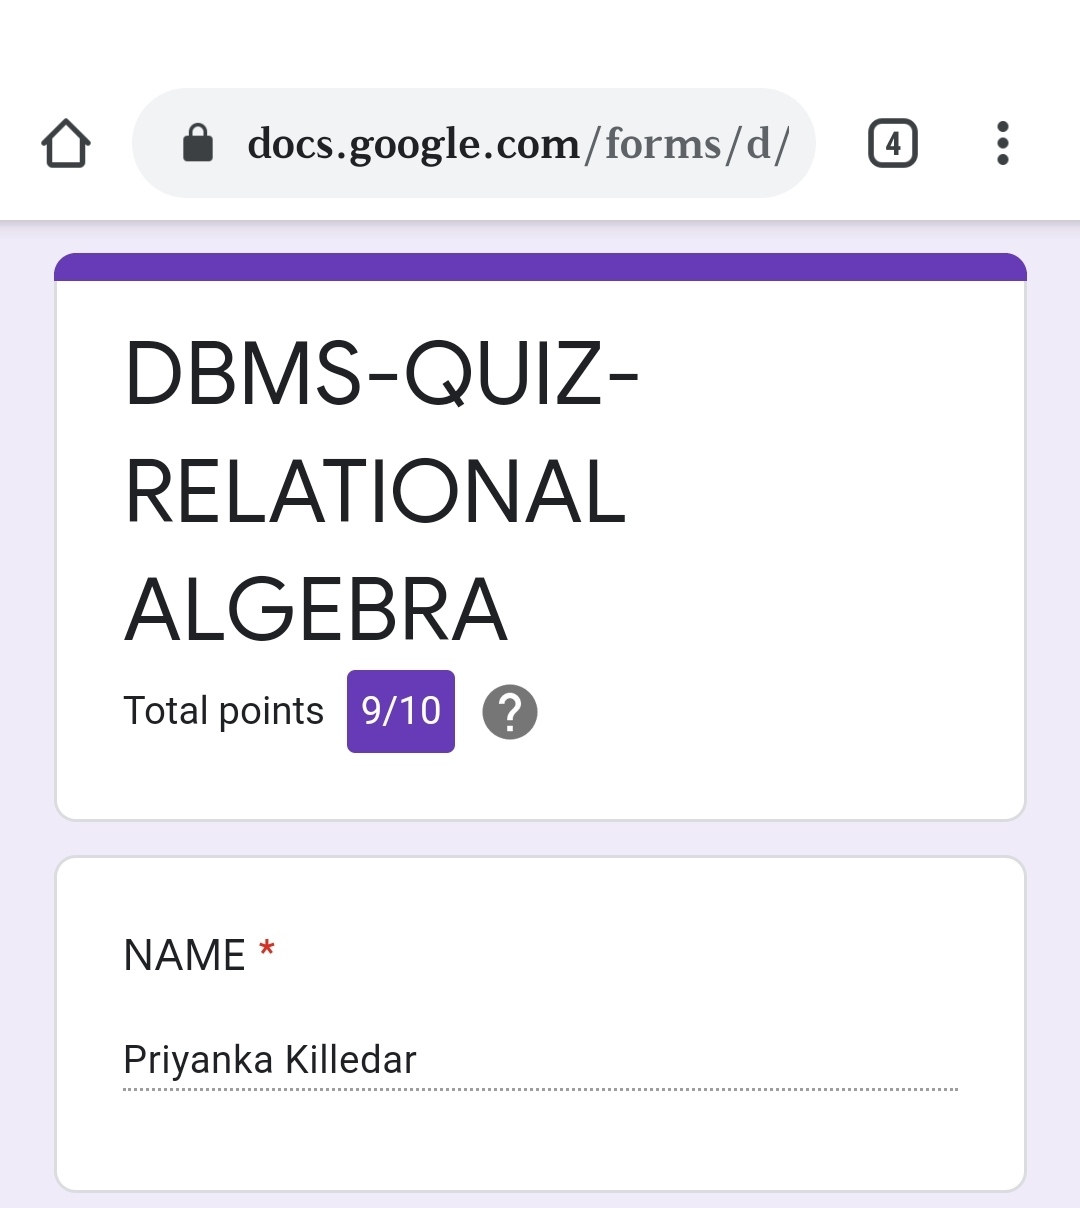 docs.google.com/forms/d/
4
DBMS-QUIZ-
RELATIONAL
ALGEBRA
Total points 9/10 ?
NAME *
Priyanka Killedar